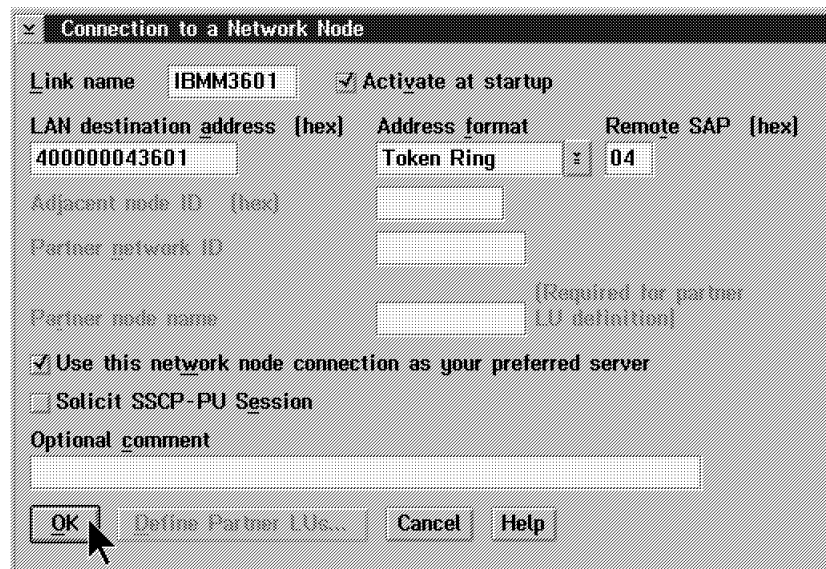 Connection to a Network Node
Link name IBMM3601 Activate at startup
LAN destination address (hex) Address format Remote SAP (hex)
400000043601 Token Ring 04
Adjacent node ID (hex)
Partner network ID
(Required for partner
Partner node name LU definition)
Use this network node connection as your preferred server
Solicit SSCP-PU Session
Optional comment
OK Define Partner LUs... Cancel Help